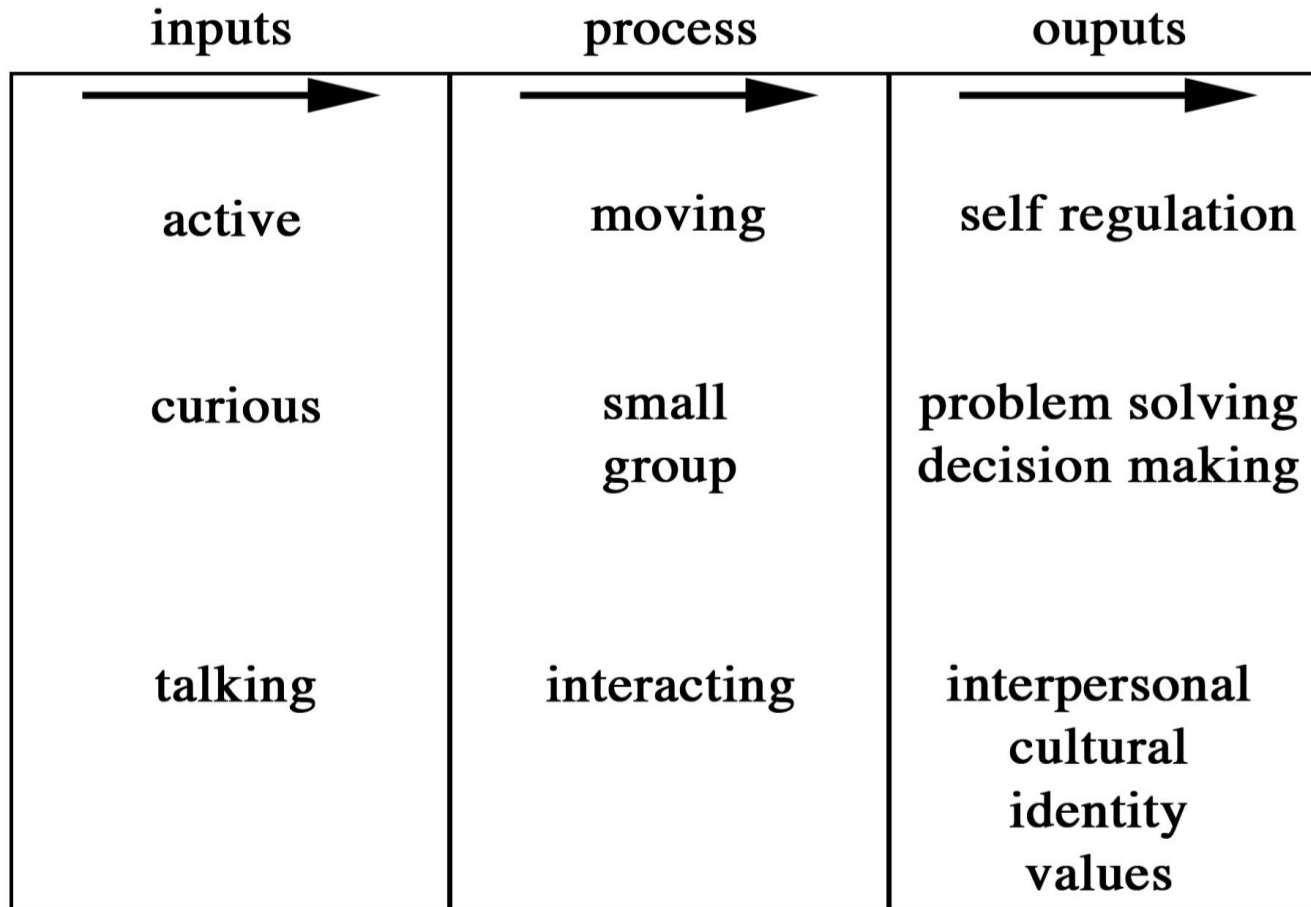 inputs process ouputs
active moving self regulation
curious small problem solving
group decision making
talking interacting interpersonal
cultural
identity
values